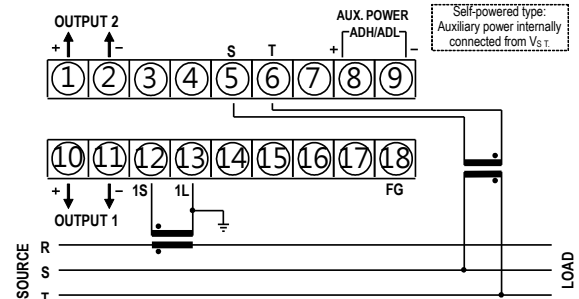 OUTPUT 2
AUX. POWER
ADH/ADL
Self-powered type:
Auxiliary power internally
connected from VS T.
+ − S T + −
1 2 3 4 5 6 7 8 9
10 11 12 13 14 15 16 17 18
+ − 1S 1L FG
OUTPUT 1
SOURCE
R
S
T
LOAD